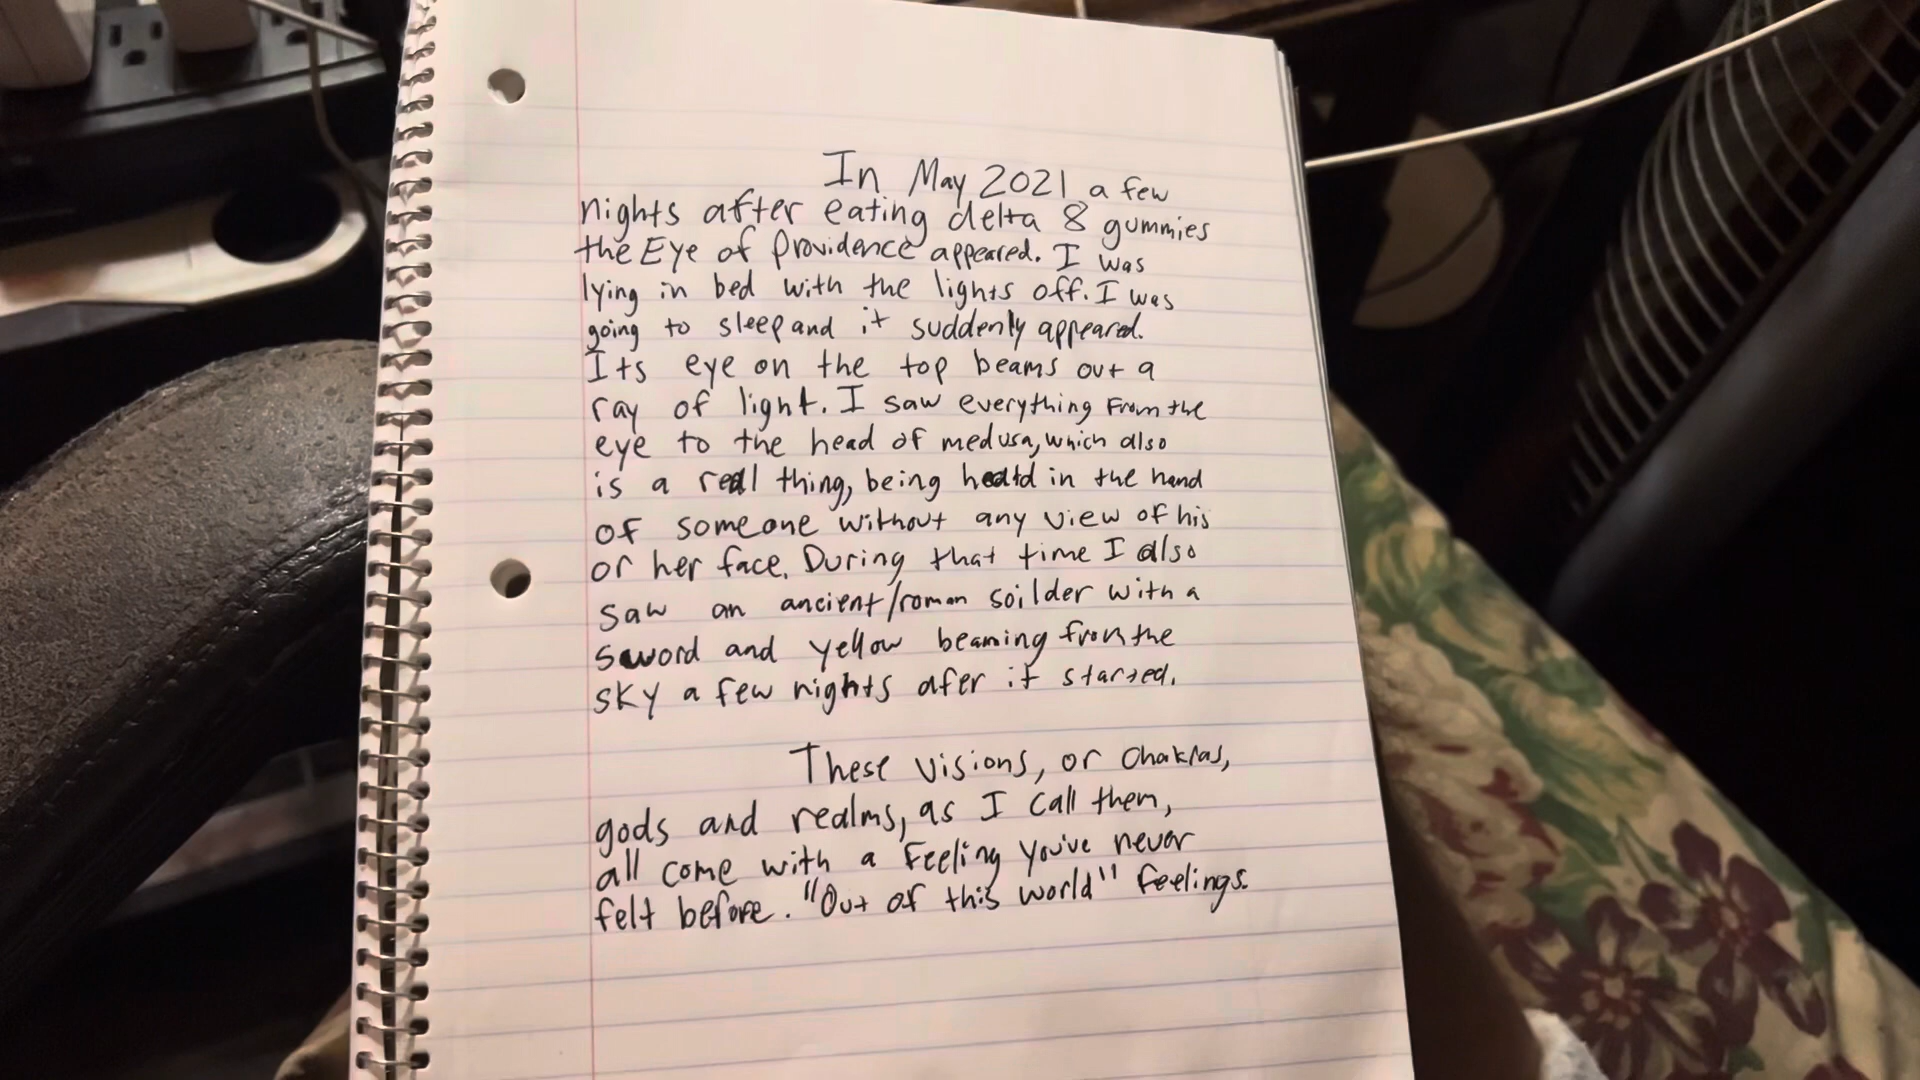 In May 2021 a few
nights after eating delta 8 gummies
the Eye of Providence appeared. I was
lying in bed with the lights off. I was
going to sleep and it suddenly appeared.
Its eye on the top beams out a
ray of light. I saw everything From the
eye to the head of medusa, which also
is a real thing, being in the hand
of someone without any view of his
or her face. During that time I also
saw an ancient/roman soilder with a
sword and yellow beaming from the
sky a few nights afer it started.
These visions, or Chakras,
gods and realms, as I call them,
all come with a Feeling you've never
felt before. "Out of this world" feelings.